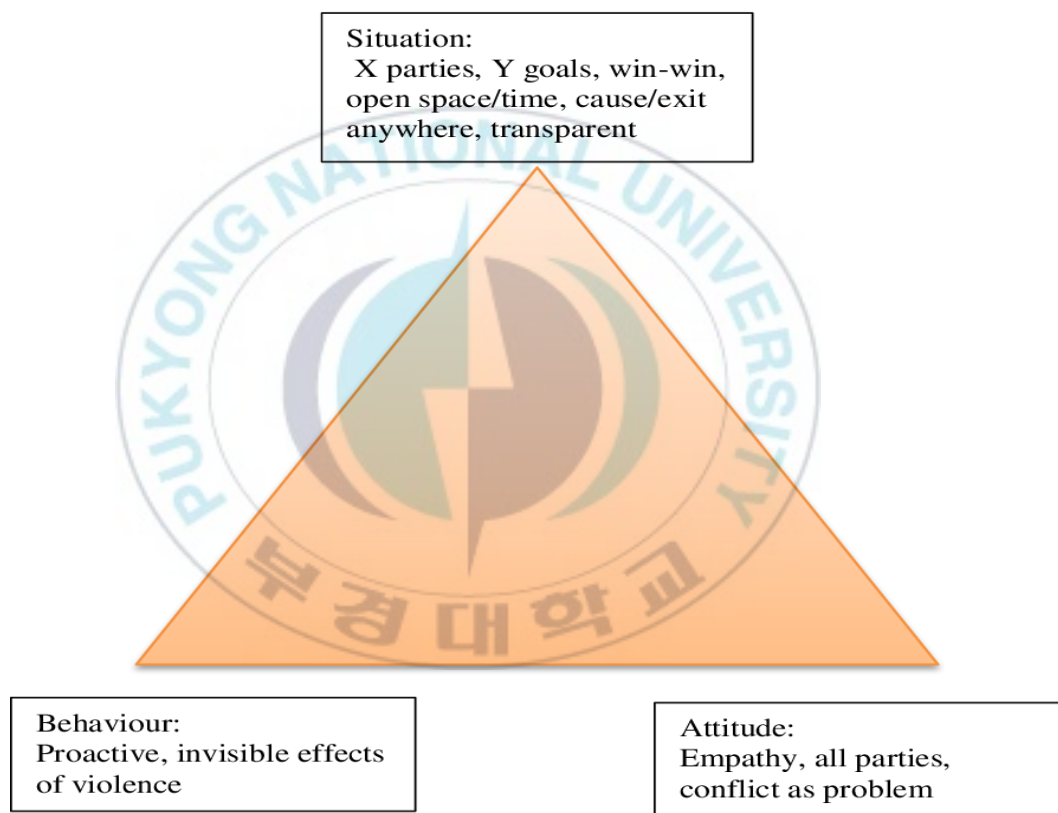 Situation:
X parties, Y goals, win-win,
open space/time, cause/exit
anywhere, transparent
PUKYONG NATIONAL UNIVERSITY
부경대학교
Behaviour:
Proactive, invisible effects
of violence
Attitude:
Empathy, all parties,
conflict as problem